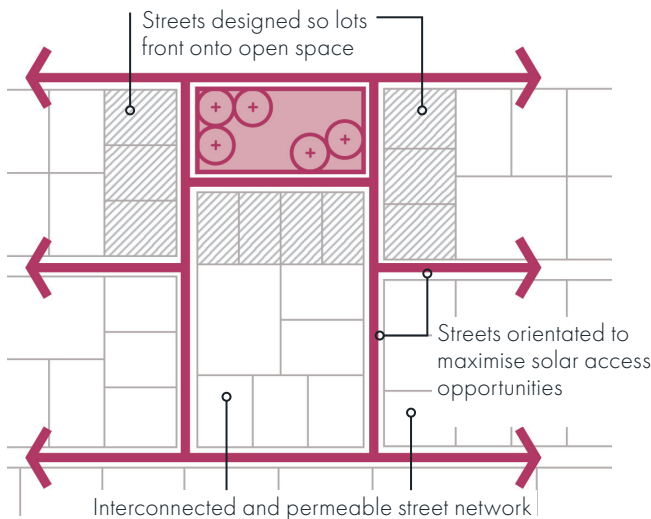 Streets designed so lots
front onto open space
Streets orientated to
maximise solar access
opportunities
Interconnected and permeable street network